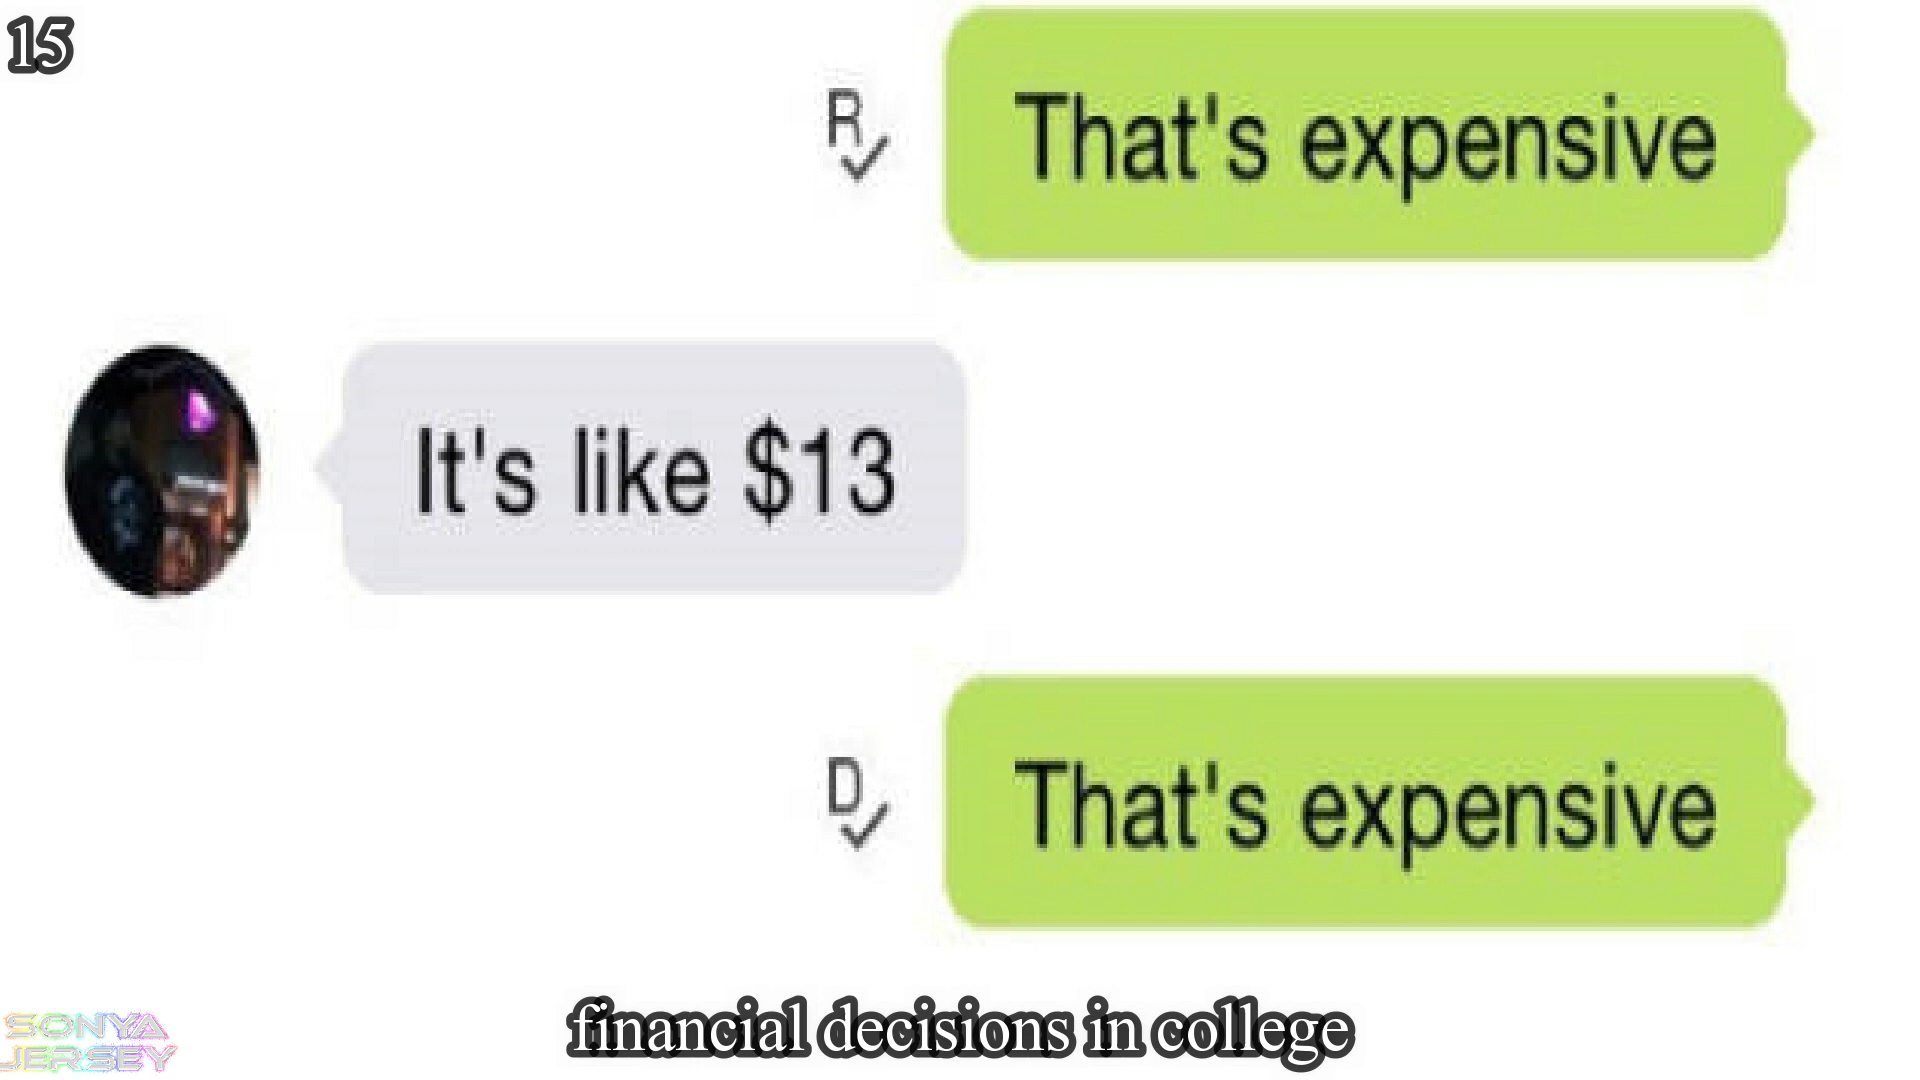 15
R
That's expensive
It's like $13
D
That's expensive
financial decisions in college
SONYA
JERSEY